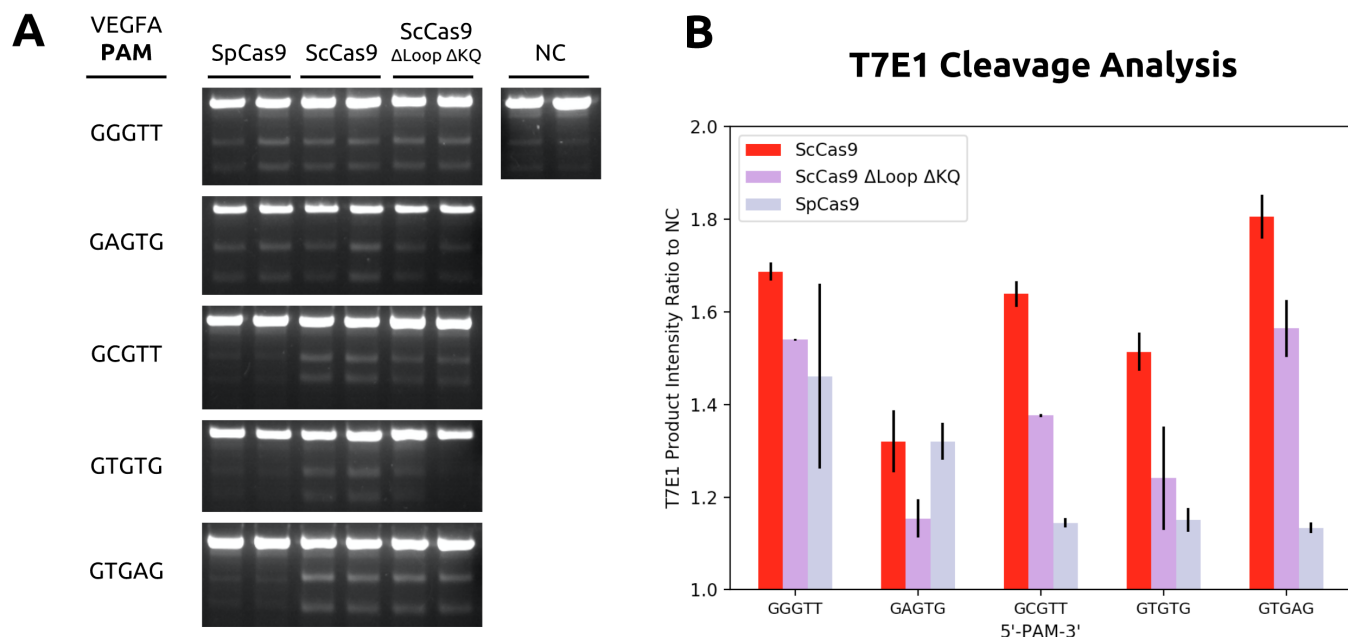 A
VEGFA
PAM
SpCas9
ScCas9
ScCas9
ΔLoop ΔKQ
NC
GGGTT
GAGTG
GCGTT
GTGTG
GTGAG
B
T7E1 Cleavage Analysis
T7E1 Product Intensity Ratio to NC
2.0
1.8
1.6
1.4
1.2
1.0
ScCas9
ScCas9 ΔLoop ΔKQ
SpCas9
GGGTT GAGTG GCGTT GTGTG GTGAG
5'-PAM-3'